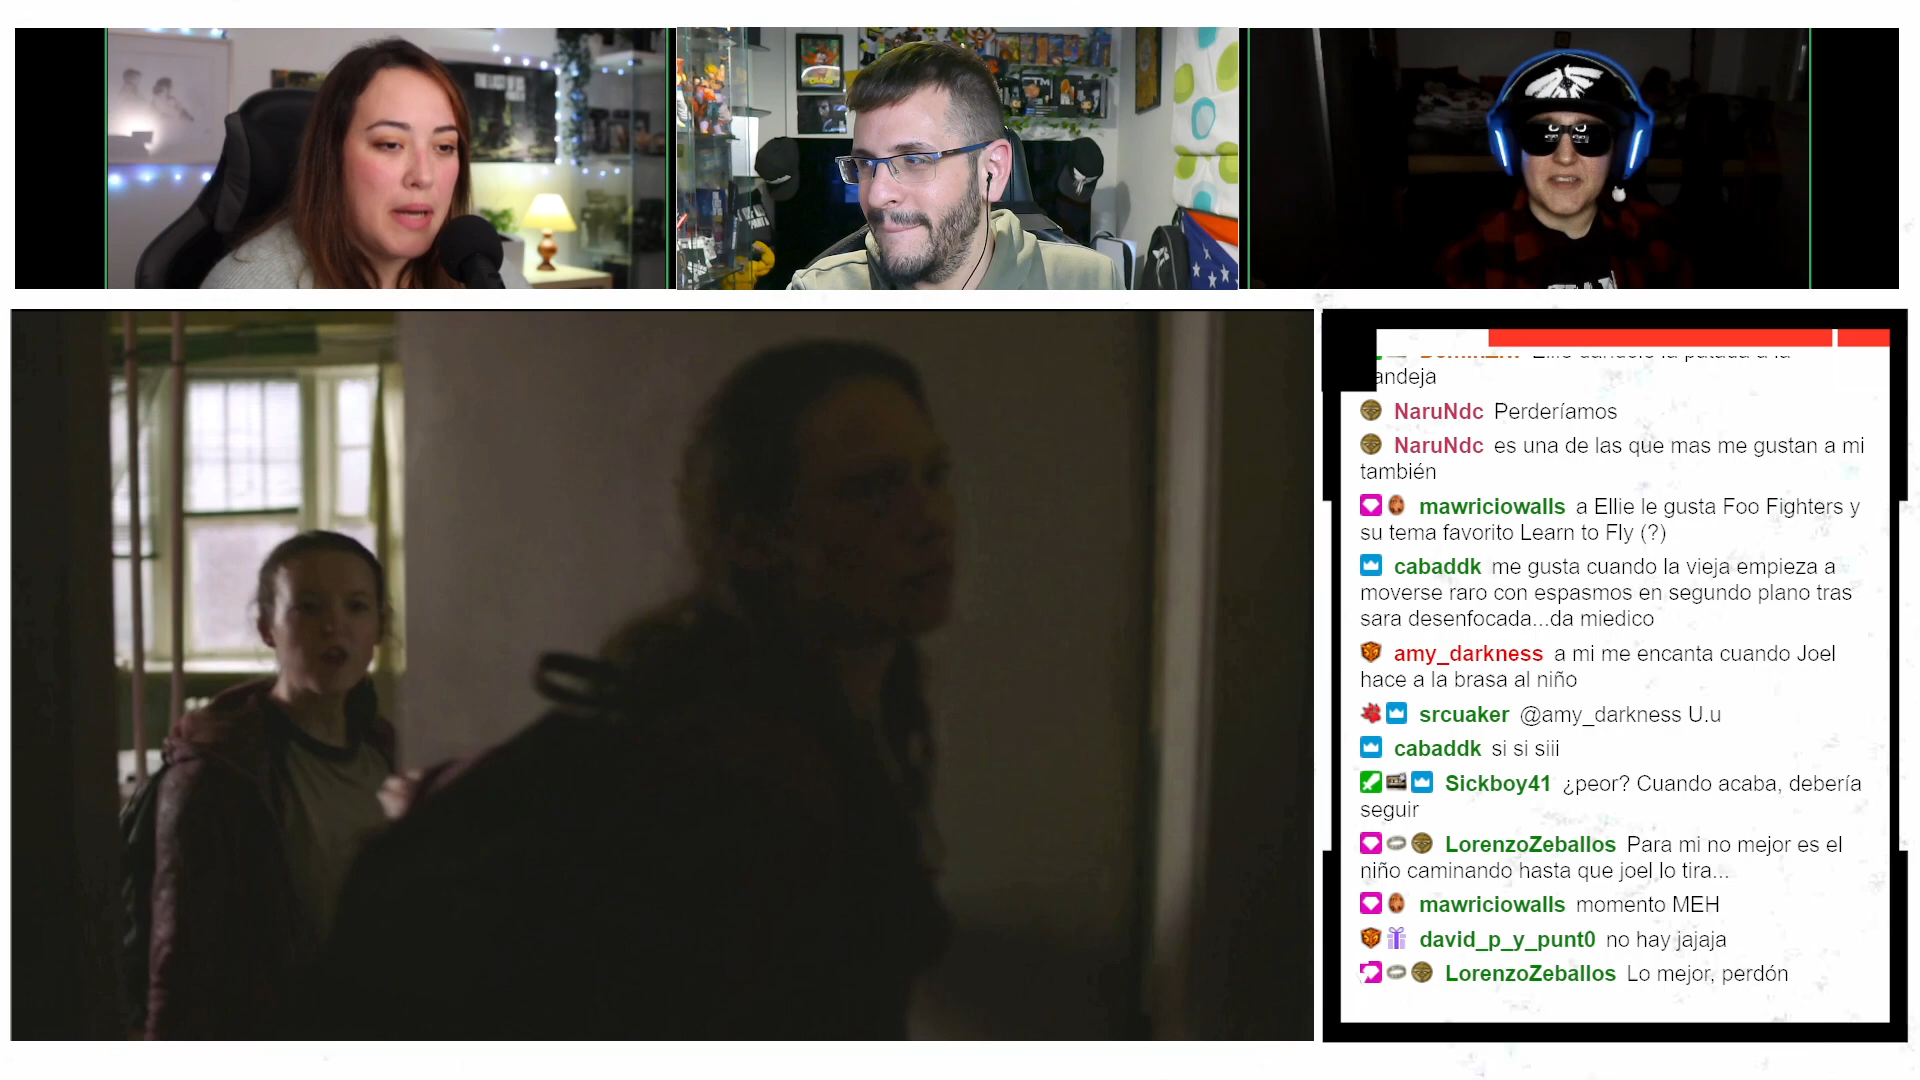 andeja
NaruNdc Perderíamos
NaruNdc es una de las que mas me gustan a mi
también
mawriciowalls a Ellie le gusta Foo Fighters y
su tema favorito Learn to Fly (?)
cabaddk me gusta cuando la vieja empieza a
moverse raro con espasmos en segundo plano tras
sara desenfocada...da miedico
amy_darkness a mi me encanta cuando Joel
hace a la brasa al niño
srcuaker @amy_darkness U.u
cabaddk si si siii
Sickboy41 ¿peor? Cuando acaba, debería
seguir
LorenzoZeballos Para mi no mejor es el
niño caminando hasta que joel lo tira...
mawriciowalls momento MEH
david_p_y_punt0 no hay jajaja
LorenzoZeballos Lo mejor, perdón